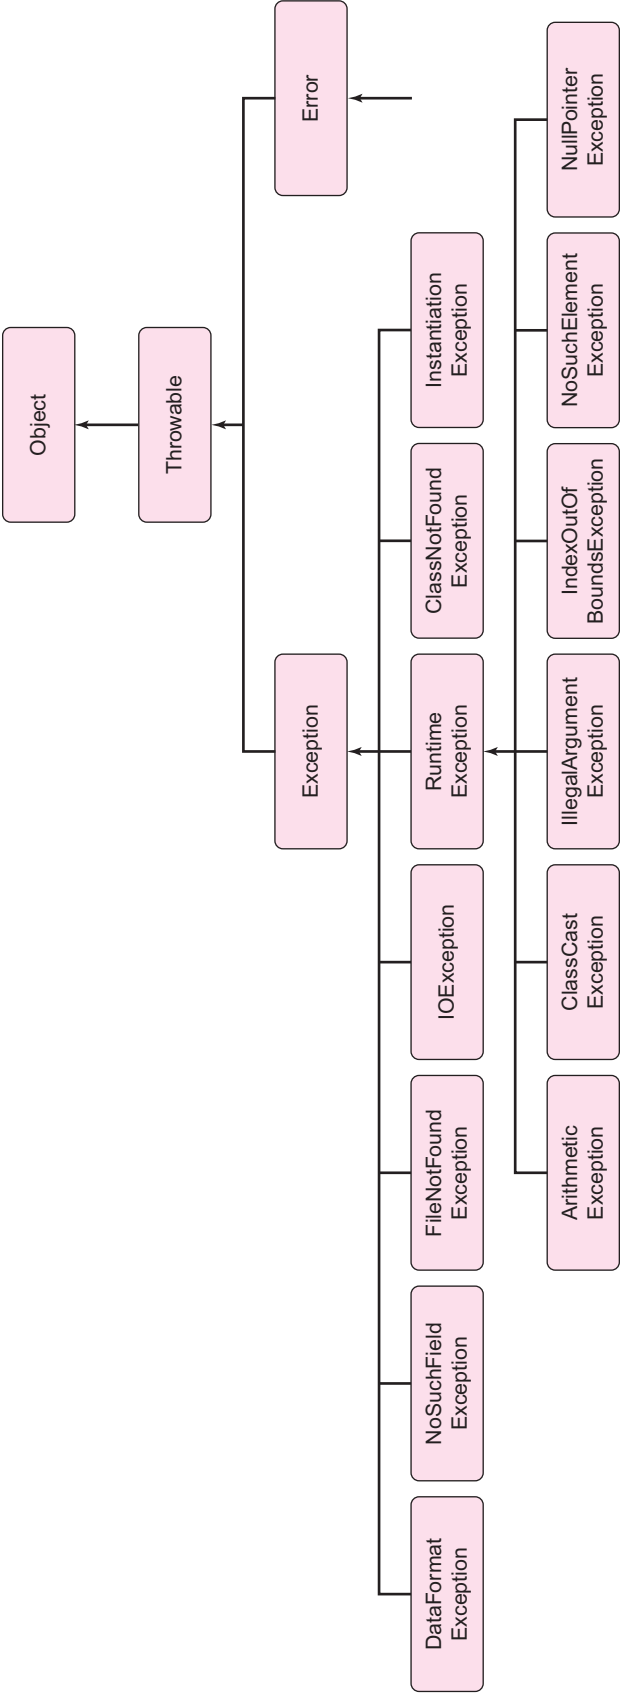 Object
Throwable
Exception
Error
DataFormat
Exception
NoSuchField
Exception
FileNotFound
Exception
IOException
Runtime
Exception
ClassNotFound
Exception
Instantiation
Exception
Arithmetic
Exception
ClassCast
Exception
IllegalArgument
Exception
IndexOutOf
BoundsException
NoSuchElement
Exception
NullPointer
Exception